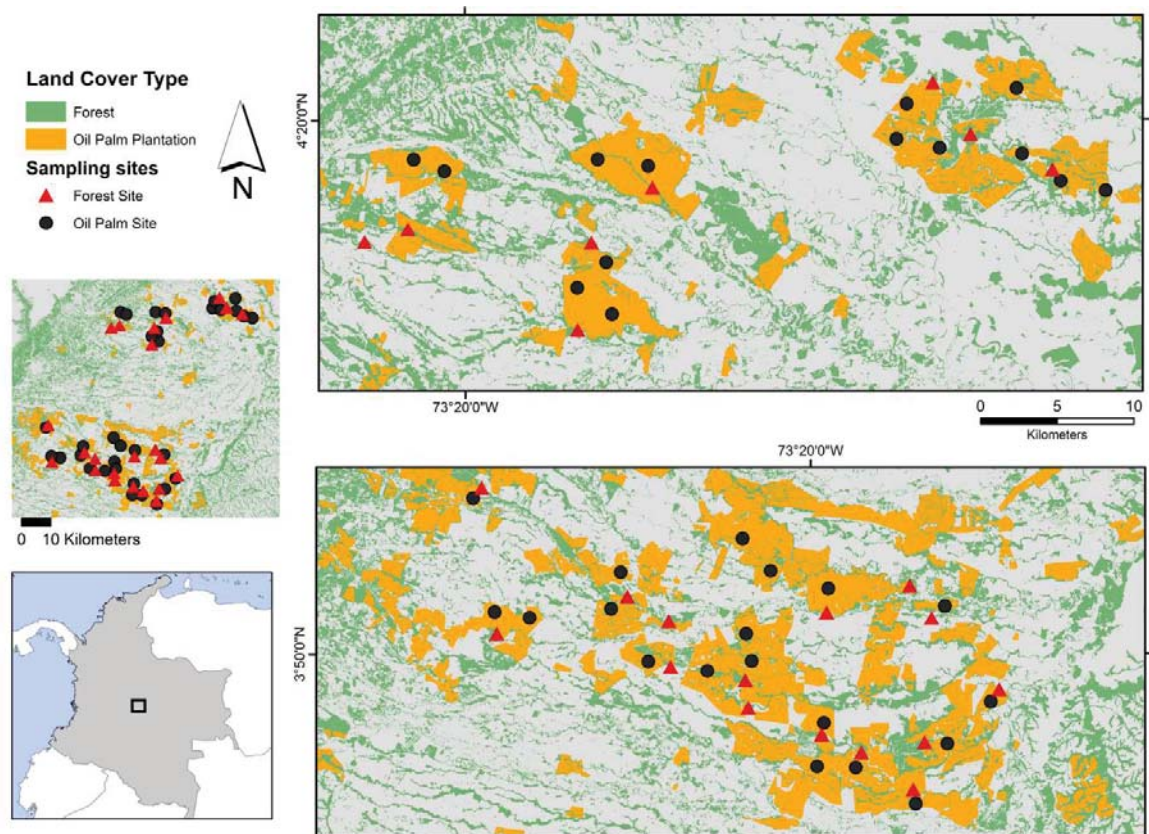 Land Cover Type
Forest
Oil Palm Plantation
Sampling sites
Forest Site
Oil Palm Site
N
4°20'0"N
73°20'0"W
0 5 10
Kilometers
73°20'0"W
0 10 Kilometers
3°50'0"N